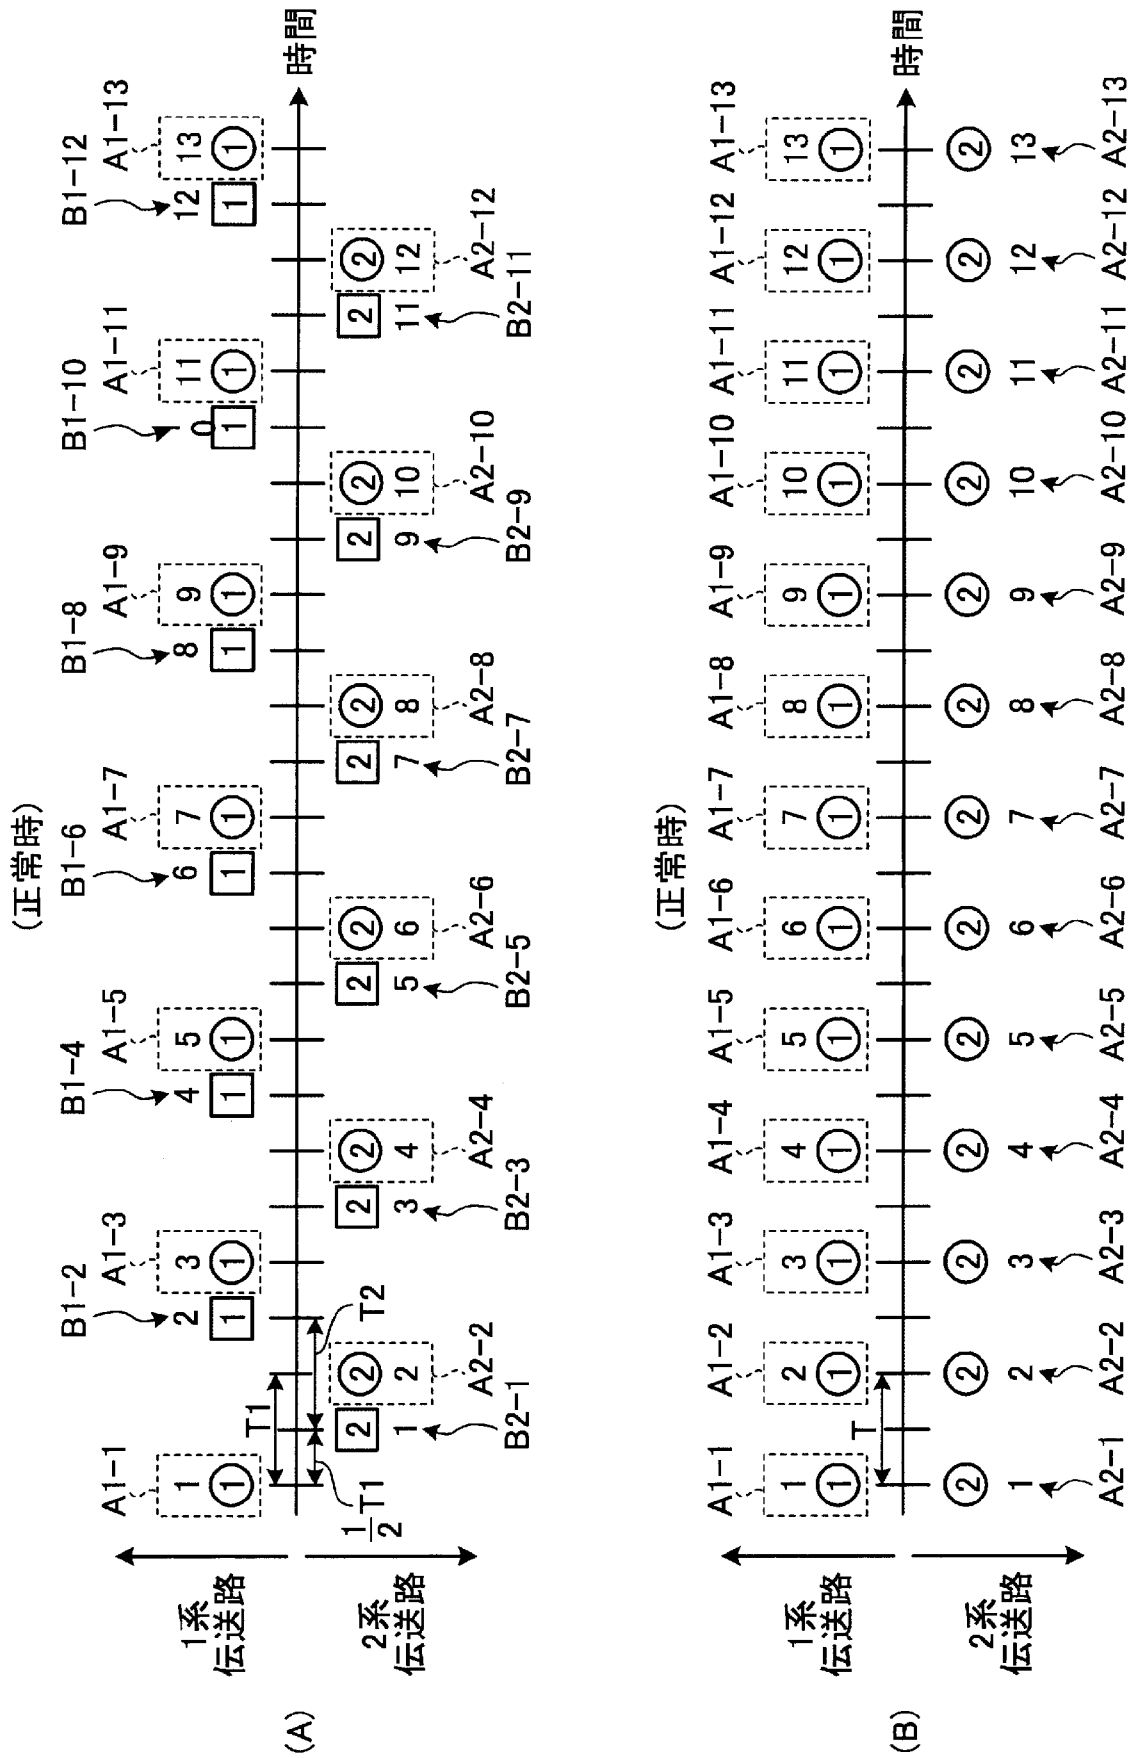 (A)
(正常時)
B1-2 B1-4 B1-6 B1-8 B1-10 B1-12
A1-1 A1-3 A1-5 A1-7 A1-9 A1-11 A1-13
1系
伝送路
1 2 3 4 5 6 7 8 9 10 11 12 13
① 1 ① 1 ① 1 ① 1 ① 1 ① 1 ①
T1
時間
1/2 T1
T2
2系
伝送路
2 ② 2 ② 2 ② 2 ② 2 ② 2 ②
1 2 3 4 5 6 7 8 9 10 11 12
A2-2 A2-4 A2-6 A2-8 A2-10 A2-12
B2-1 B2-3 B2-5 B2-7 B2-9 B2-11
(B)
(正常時)
A1-1 A1-2 A1-3 A1-4 A1-5 A1-6 A1-7 A1-8 A1-9 A1-10 A1-11 A1-12 A1-13
1系
伝送路
1 2 3 4 5 6 7 8 9 10 11 12 13
① ① ① ① ① ① ① ① ① ① ① ① ①
T
時間
2系
伝送路
② ② ② ② ② ② ② ② ② ② ② ② ②
1 2 3 4 5 6 7 8 9 10 11 12 13
A2-1 A2-2 A2-3 A2-4 A2-5 A2-6 A2-7 A2-8 A2-9 A2-10 A2-11 A2-12 A2-13